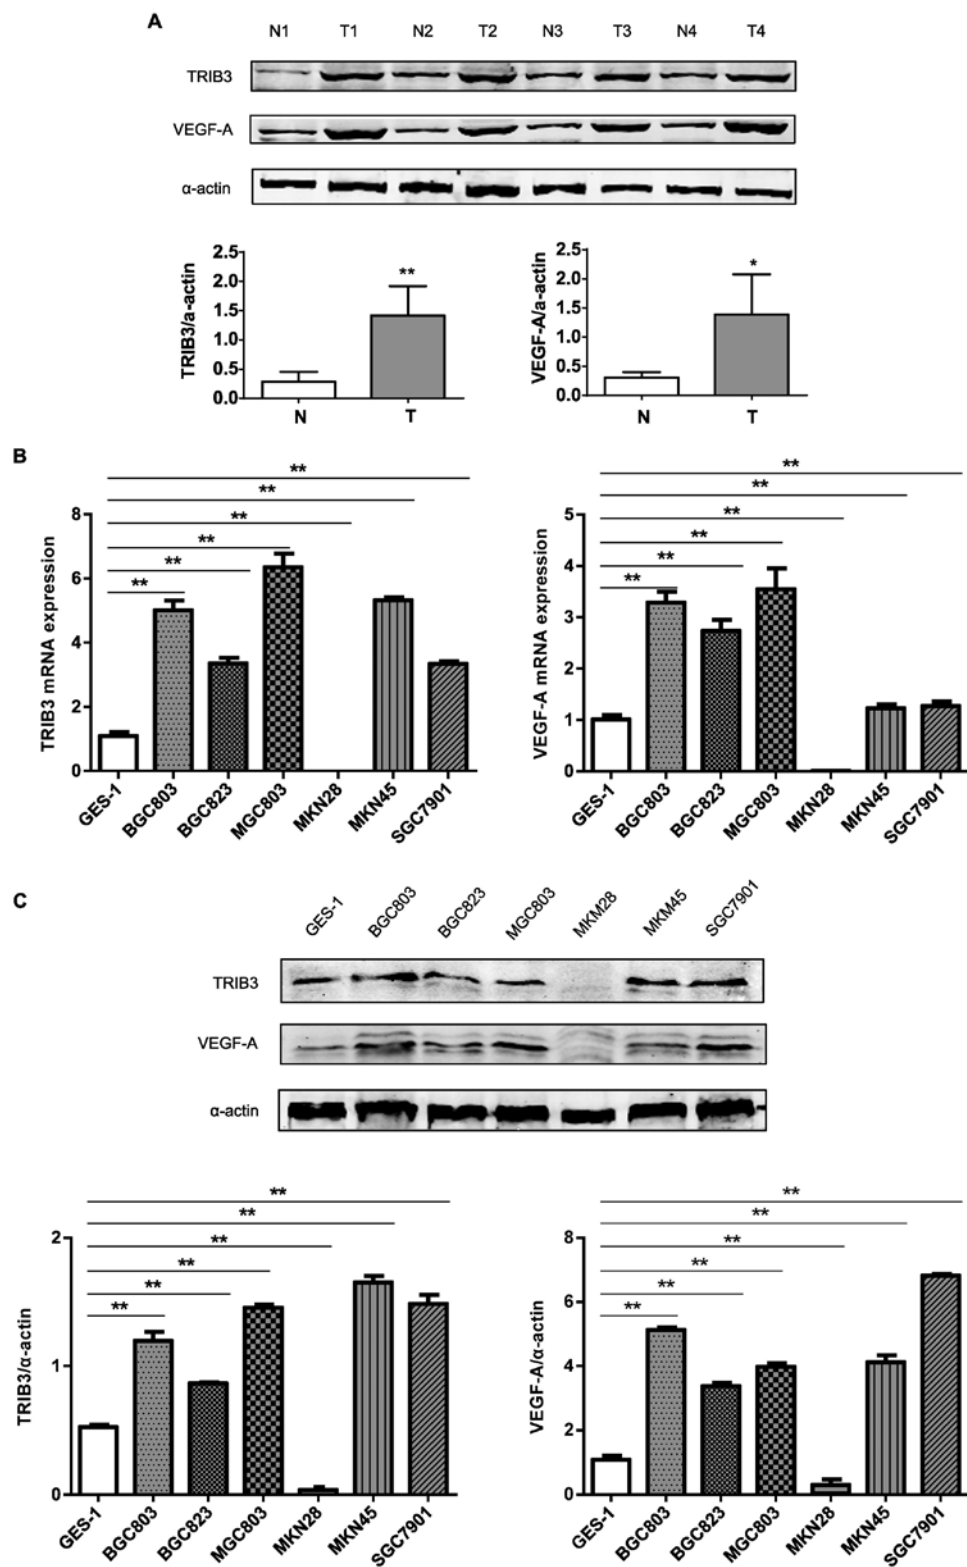 A
N1 T1 N2 T2 N3 T3 N4 T4
TRIB3
VEGF-A
α-actin
TRIB3/a-actin
2.5
2.0
1.5
1.0
0.5
0.0
**
N T
VEGF-A/a-actin
2.5
2.0
1.5
1.0
0.5
0.0
*
N T
B
TRIB3 mRNA expression
8
6
4
2
0
**
**
**
**
**
**
GES-1 BGC803 BGC823 MGC803 MKN28 MKN45 SGC7901
VEGF-A mRNA expression
5
4
3
2
1
0
**
**
**
**
**
**
GES-1 BGC803 BGC823 MGC803 MKN28 MKN45 SGC7901
C
GES-1 BGC803 BGC823 MGC803 MKM28 MKM45 SGC7901
TRIB3
VEGF-A
α-actin
TRIB3/α-actin
2
1
0
**
**
**
**
**
**
GES-1 BGC803 BGC823 MGC803 MKN28 MKN45 SGC7901
VEGF-A/α-actin
8
6
4
2
0
**
**
**
**
**
**
GES-1 BGC803 BGC823 MGC803 MKN28 MKN45 SGC7901